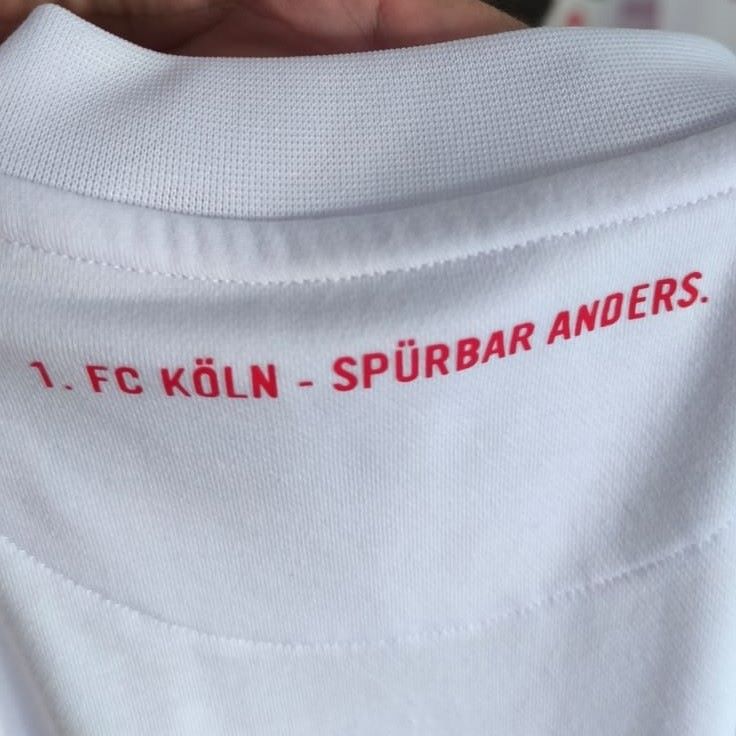 1. FC KÖLN - SPÜRBAR ANDERS.